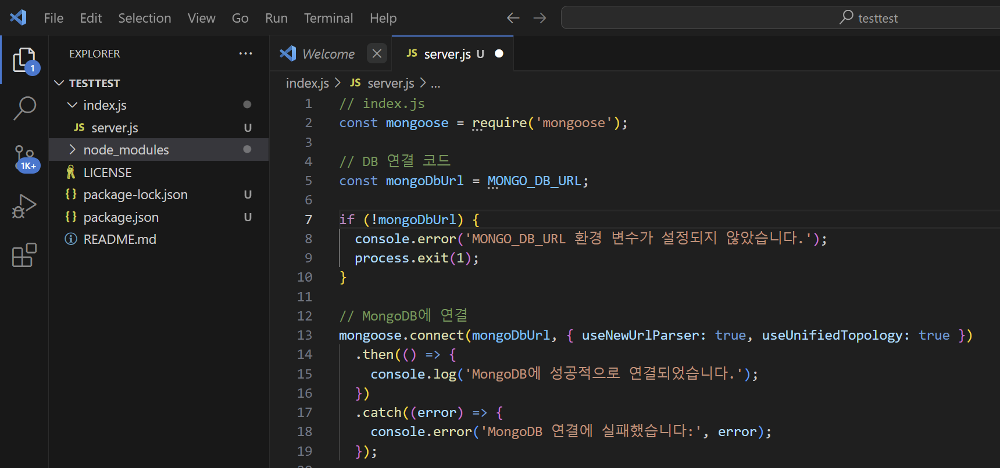 File Edit Selection View Go Run Terminal Help testtest
EXPLORER ...
Welcome JS server.js U
TESTTEST
index.js > JS server.js > ...
index.js
JS server.js U
node_modules
LICENSE
{} package-lock.json U
{} package.json U
README.md
1
1K+
1 // index.js
2 const mongoose = require('mongoose');
3
4 // DB 연결 코드
5 const mongoDbUrl = MONGO_DB_URL;
6
7 if (!mongoDbUrl) {
8 console.error('MONGO_DB_URL 환경 변수가 설정되지 않았습니다.');
9 process.exit(1);
10 }
11
12 // MongoDB에 연결
13 mongoose.connect(mongoDbUrl, { useNewUrlParser: true, useUnifiedTopology: true })
14 .then(() => {
15 console.log('MongoDB에 성공적으로 연결되었습니다.');
16 })
17 .catch((error) => {
18 console.error('MongoDB 연결에 실패했습니다:', error);
19 });